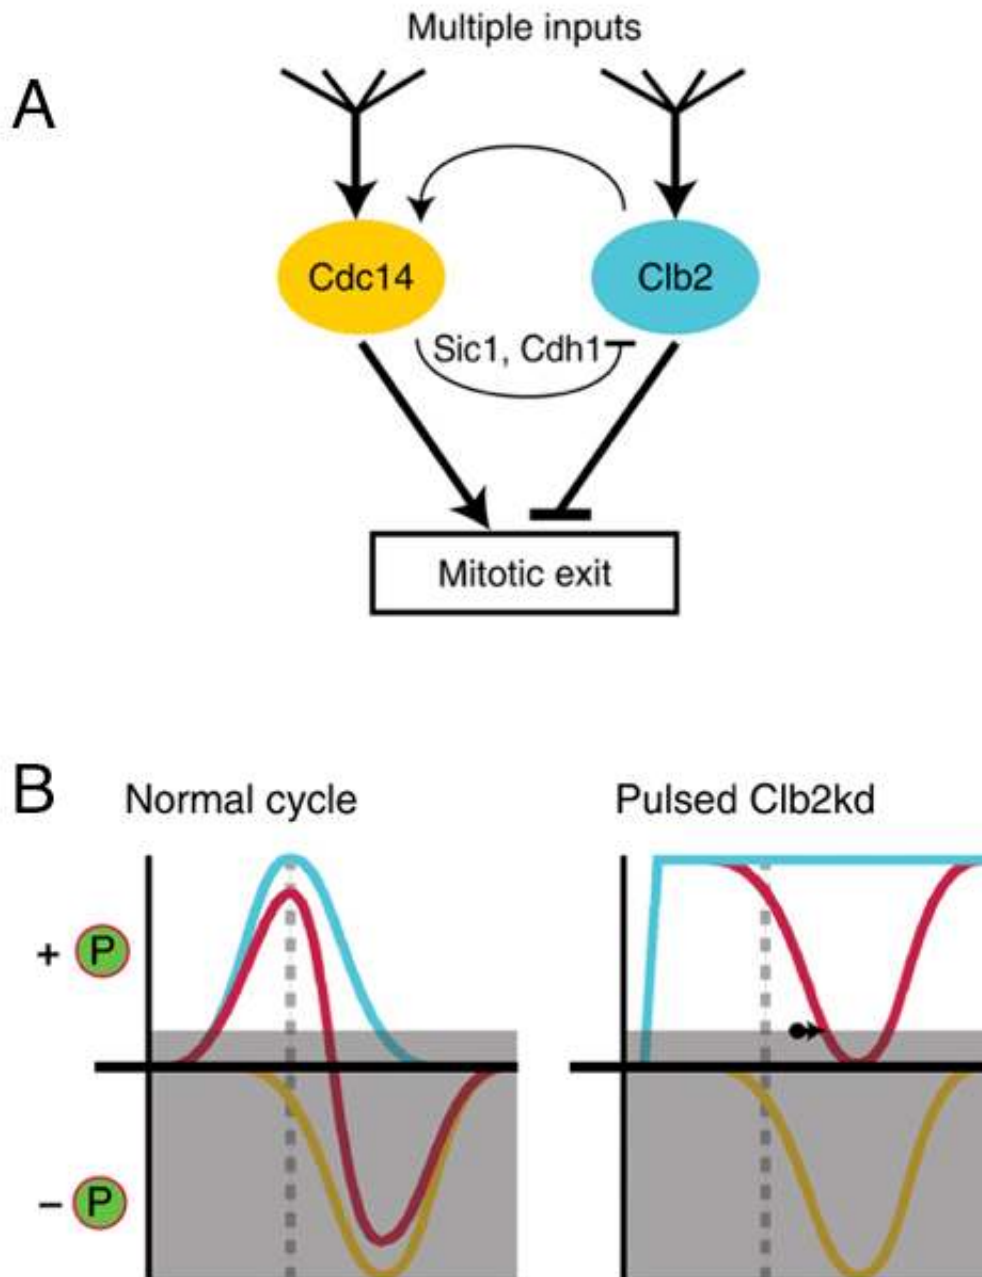 Multiple inputs
A
Cdc14
Clb2
Sic1, Cdh1
Mitotic exit
B
Normal cycle
Pulsed Clb2kd
+ P
– P